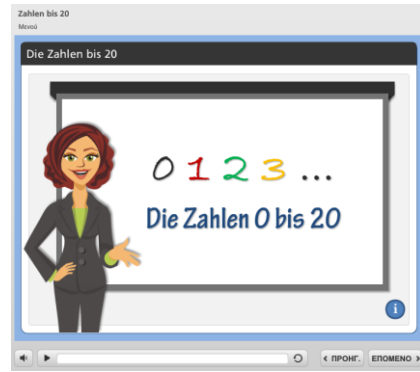 Zahlen bis 20
Μενού
Die Zahlen bis 20
0 1 2 3 ...
Die Zahlen 0 bis 20
i
< ΠΡΟΗΓ. ΕΠΟΜΕΝΟ >